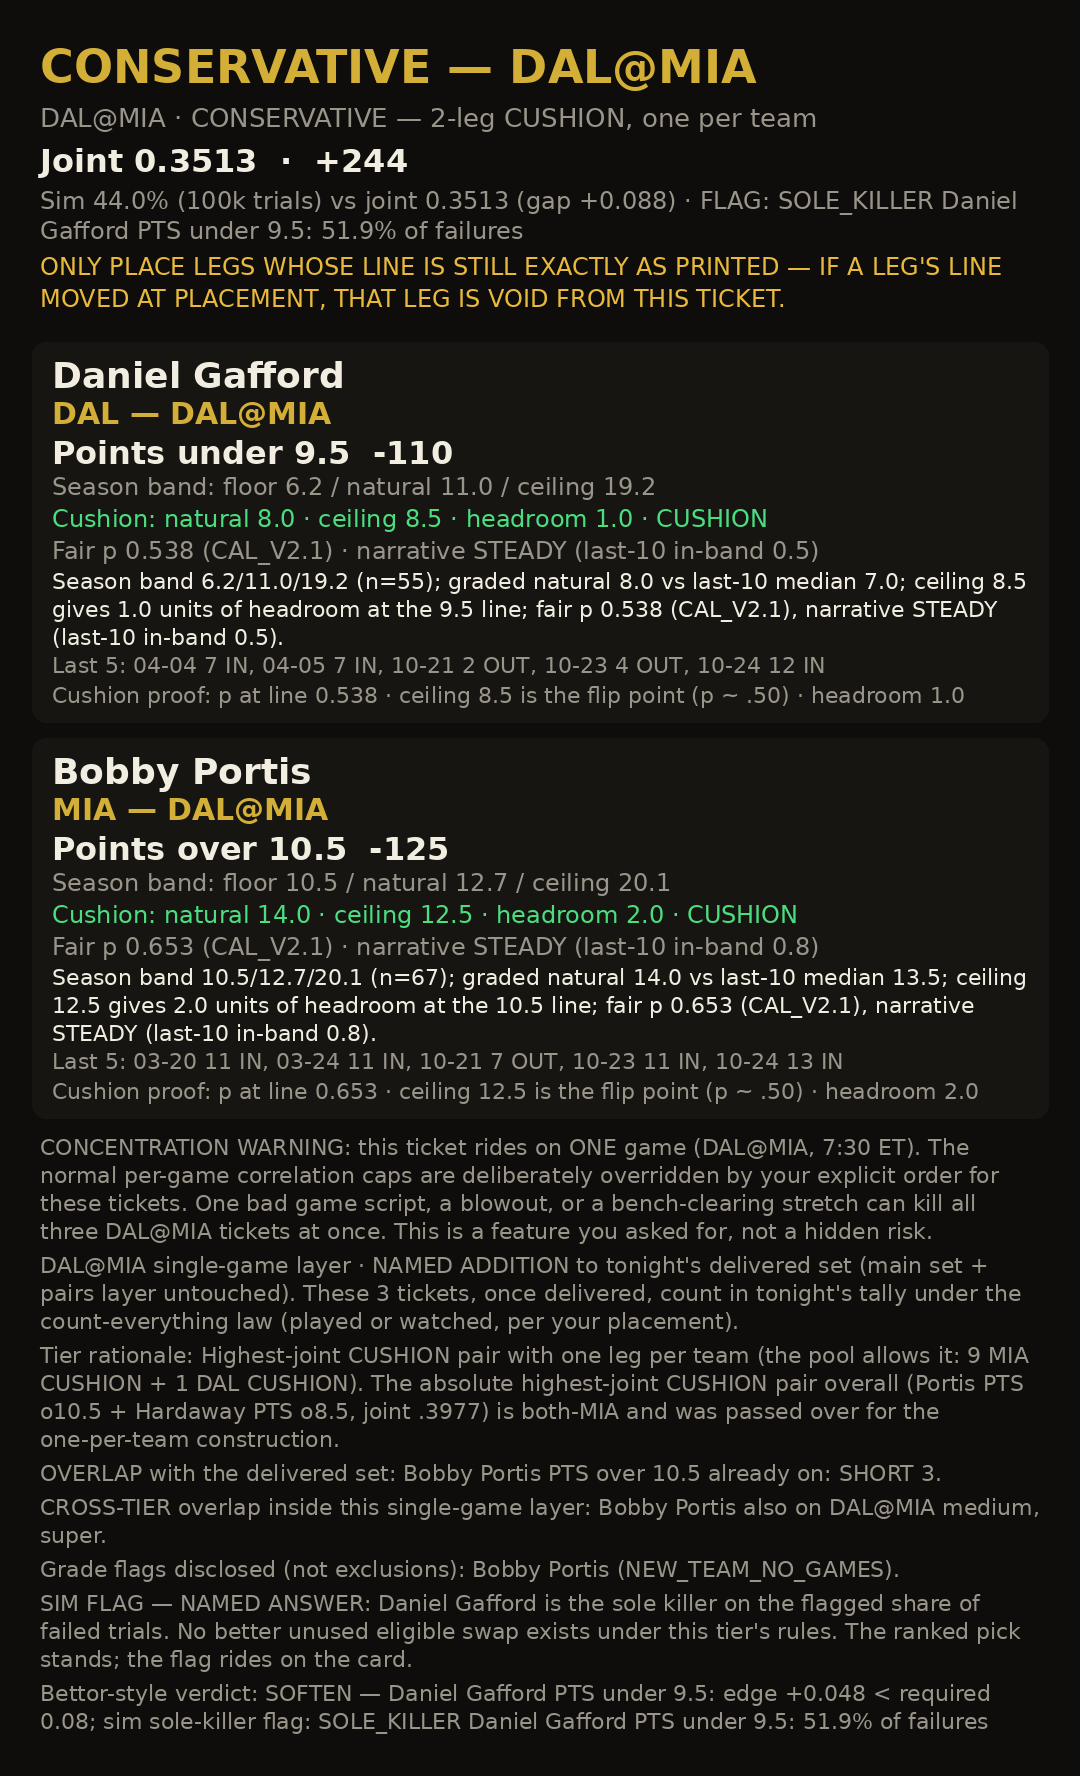 CONSERVATIVE — DAL@MIA
DAL@MIA · CONSERVATIVE — 2-leg CUSHION, one per team
Joint 0.3513 · +244
Sim 44.0% (100k trials) vs joint 0.3513 (gap +0.088) · FLAG: SOLE_KILLER Daniel
Gafford PTS under 9.5: 51.9% of failures
ONLY PLACE LEGS WHOSE LINE IS STILL EXACTLY AS PRINTED — IF A LEG'S LINE
MOVED AT PLACEMENT, THAT LEG IS VOID FROM THIS TICKET.
Daniel Gafford
DAL — DAL@MIA
Points under 9.5 -110
Season band: floor 6.2 / natural 11.0 / ceiling 19.2
Cushion: natural 8.0 · ceiling 8.5 · headroom 1.0 · CUSHION
Fair p 0.538 (CAL_V2.1) · narrative STEADY (last-10 in-band 0.5)
Season band 6.2/11.0/19.2 (n=55); graded natural 8.0 vs last-10 median 7.0; ceiling 8.5
gives 1.0 units of headroom at the 9.5 line; fair p 0.538 (CAL_V2.1), narrative STEADY
(last-10 in-band 0.5).
Last 5: 04-04 7 IN, 04-05 7 IN, 10-21 2 OUT, 10-23 4 OUT, 10-24 12 IN
Cushion proof: p at line 0.538 · ceiling 8.5 is the flip point (p ~ .50) · headroom 1.0
Bobby Portis
MIA — DAL@MIA
Points over 10.5 -125
Season band: floor 10.5 / natural 12.7 / ceiling 20.1
Cushion: natural 14.0 · ceiling 12.5 · headroom 2.0 · CUSHION
Fair p 0.653 (CAL_V2.1) · narrative STEADY (last-10 in-band 0.8)
Season band 10.5/12.7/20.1 (n=67); graded natural 14.0 vs last-10 median 13.5; ceiling
12.5 gives 2.0 units of headroom at the 10.5 line; fair p 0.653 (CAL_V2.1), narrative
STEADY (last-10 in-band 0.8).
Last 5: 03-20 11 IN, 03-24 11 IN, 10-21 7 OUT, 10-23 11 IN, 10-24 13 IN
Cushion proof: p at line 0.653 · ceiling 12.5 is the flip point (p ~ .50) · headroom 2.0
CONCENTRATION WARNING: this ticket rides on ONE game (DAL@MIA, 7:30 ET). The
normal per-game correlation caps are deliberately overridden by your explicit order for
these tickets. One bad game script, a blowout, or a bench-clearing stretch can kill all
three DAL@MIA tickets at once. This is a feature you asked for, not a hidden risk.
DAL@MIA single-game layer · NAMED ADDITION to tonight's delivered set (main set +
pairs layer untouched). These 3 tickets, once delivered, count in tonight's tally under the
count-everything law (played or watched, per your placement).
Tier rationale: Highest-joint CUSHION pair with one leg per team (the pool allows it: 9 MIA
CUSHION + 1 DAL CUSHION). The absolute highest-joint CUSHION pair overall (Portis PTS
o10.5 + Hardaway PTS o8.5, joint .3977) is both-MIA and was passed over for the
one-per-team construction.
OVERLAP with the delivered set: Bobby Portis PTS over 10.5 already on: SHORT 3.
CROSS-TIER overlap inside this single-game layer: Bobby Portis also on DAL@MIA medium,
super.
Grade flags disclosed (not exclusions): Bobby Portis (NEW_TEAM_NO_GAMES).
SIM FLAG — NAMED ANSWER: Daniel Gafford is the sole killer on the flagged share of
failed trials. No better unused eligible swap exists under this tier's rules. The ranked pick
stands; the flag rides on the card.
Bettor-style verdict: SOFTEN — Daniel Gafford PTS under 9.5: edge +0.048 < required
0.08; sim sole-killer flag: SOLE_KILLER Daniel Gafford PTS under 9.5: 51.9% of failures